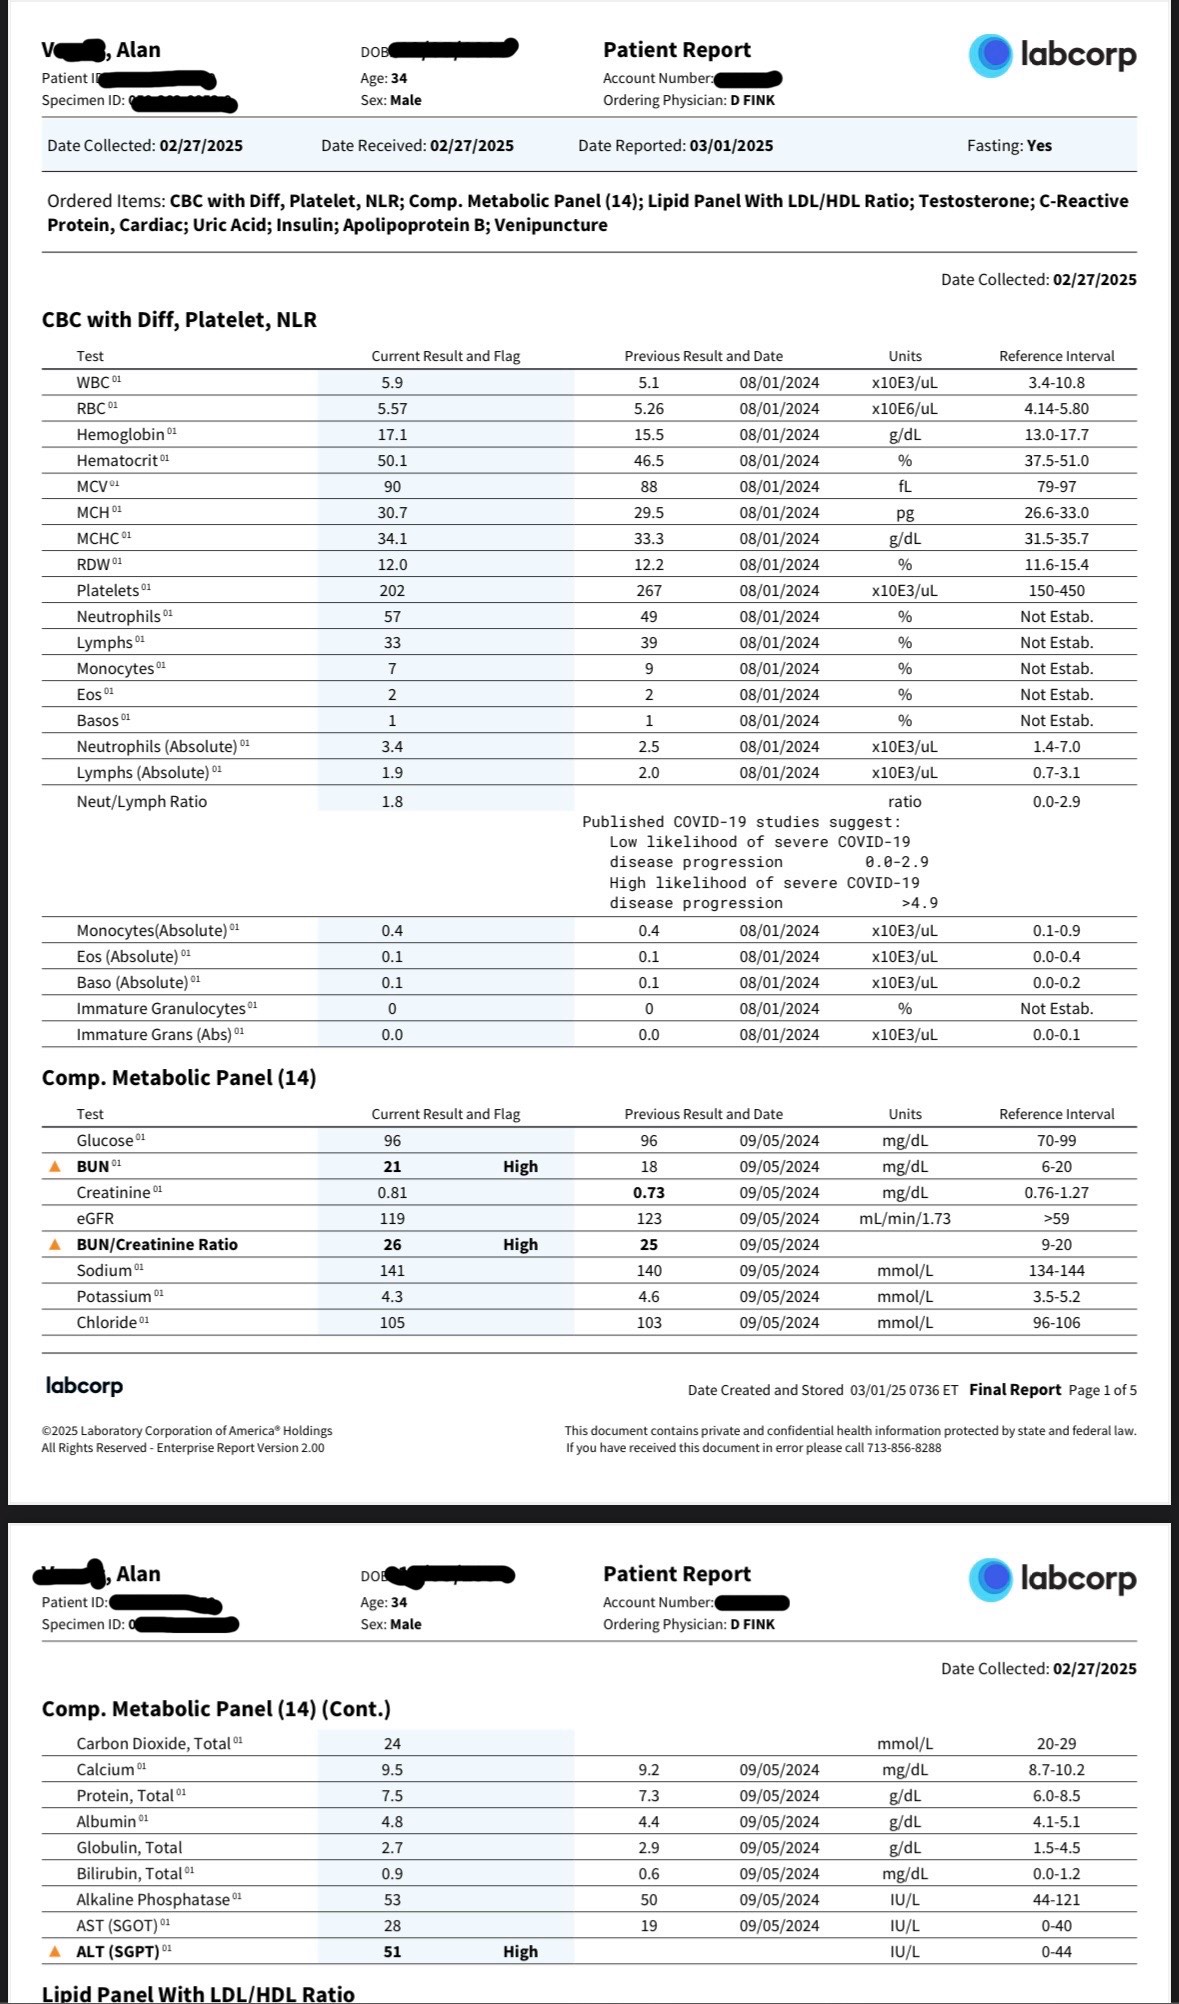 , Alan
Patient ID
Specimen ID:
DOB
Age: 34
Sex: Male
Patient Report
Account Number:
Ordering Physician: D FINK
labcorp
Date Collected: 02/27/2025 Date Received: 02/27/2025 Date Reported: 03/01/2025 Fasting: Yes
Ordered Items: CBC with Diff, Platelet, NLR; Comp. Metabolic Panel (14); Lipid Panel With LDL/HDL Ratio; Testosterone; C-Reactive
Protein, Cardiac; Uric Acid; Insulin; Apolipoprotein B; Venipuncture
Date Collected: 02/27/2025
CBC with Diff, Platelet, NLR
Test Current Result and Flag Previous Result and Date Units Reference Interval
WBC 01 5.9 5.1 08/01/2024 x10E3/uL 3.4-10.8
RBC 01 5.57 5.26 08/01/2024 x10E6/uL 4.14-5.80
Hemoglobin 01 17.1 15.5 08/01/2024 g/dL 13.0-17.7
Hematocrit 01 50.1 46.5 08/01/2024 % 37.5-51.0
MCV 01 90 88 08/01/2024 fL 79-97
MCH 01 30.7 29.5 08/01/2024 pg 26.6-33.0
MCHC 01 34.1 33.3 08/01/2024 g/dL 31.5-35.7
RDW 01 12.0 12.2 08/01/2024 % 11.6-15.4
Platelets 01 202 267 08/01/2024 x10E3/uL 150-450
Neutrophils 01 57 49 08/01/2024 % Not Estab.
Lymphs 01 33 39 08/01/2024 % Not Estab.
Monocytes 01 7 9 08/01/2024 % Not Estab.
Eos 01 2 2 08/01/2024 % Not Estab.
Basos 01 1 1 08/01/2024 % Not Estab.
Neutrophils (Absolute) 01 3.4 2.5 08/01/2024 x10E3/uL 1.4-7.0
Lymphs (Absolute) 01 1.9 2.0 08/01/2024 x10E3/uL 0.7-3.1
Neut/Lymph Ratio 1.8 ratio 0.0-2.9
Published COVID-19 studies suggest:
Low likelihood of severe COVID-19
disease progression 0.0-2.9
High likelihood of severe COVID-19
disease progression >4.9
Monocytes(Absolute) 01 0.4 0.4 08/01/2024 x10E3/uL 0.1-0.9
Eos (Absolute) 01 0.1 0.1 08/01/2024 x10E3/uL 0.0-0.4
Baso (Absolute) 01 0.1 0.1 08/01/2024 x10E3/uL 0.0-0.2
Immature Granulocytes 01 0 0 08/01/2024 % Not Estab.
Immature Grans (Abs) 01 0.0 0.0 08/01/2024 x10E3/uL 0.0-0.1
Comp. Metabolic Panel (14)
Test Current Result and Flag Previous Result and Date Units Reference Interval
Glucose 01 96 96 09/05/2024 mg/dL 70-99
BUN 01 21 High 18 09/05/2024 mg/dL 6-20
Creatinine 01 0.81 0.73 09/05/2024 mg/dL 0.76-1.27
eGFR 119 123 09/05/2024 mL/min/1.73 >59
BUN/Creatinine Ratio 26 High 25 09/05/2024 9-20
Sodium 01 141 140 09/05/2024 mmol/L 134-144
Potassium 01 4.3 4.6 09/05/2024 mmol/L 3.5-5.2
Chloride 01 105 103 09/05/2024 mmol/L 96-106
labcorp
Date Created and Stored 03/01/25 0736 ET Final Report Page 1 of 5
©2025 Laboratory Corporation of America® Holdings
All Rights Reserved - Enterprise Report Version 2.00
This document contains private and confidential health information protected by state and federal law.
If you have received this document in error please call 713-856-8288
, Alan
Patient ID:
Specimen ID: 0
DOB
Age: 34
Sex: Male
Patient Report
Account Number:
Ordering Physician: D FINK
labcorp
Date Collected: 02/27/2025
Comp. Metabolic Panel (14) (Cont.)
Carbon Dioxide, Total 01 24 mmol/L 20-29
Calcium 01 9.5 9.2 09/05/2024 mg/dL 8.7-10.2
Protein, Total 01 7.5 7.3 09/05/2024 g/dL 6.0-8.5
Albumin 01 4.8 4.4 09/05/2024 g/dL 4.1-5.1
Globulin, Total 2.7 2.9 09/05/2024 g/dL 1.5-4.5
Bilirubin, Total 01 0.9 0.6 09/05/2024 mg/dL 0.0-1.2
Alkaline Phosphatase 01 53 50 09/05/2024 IU/L 44-121
AST (SGOT) 01 28 19 09/05/2024 IU/L 0-40
ALT (SGPT) 01 51 High IU/L 0-44
Lipid Panel With LDL/HDL Ratio